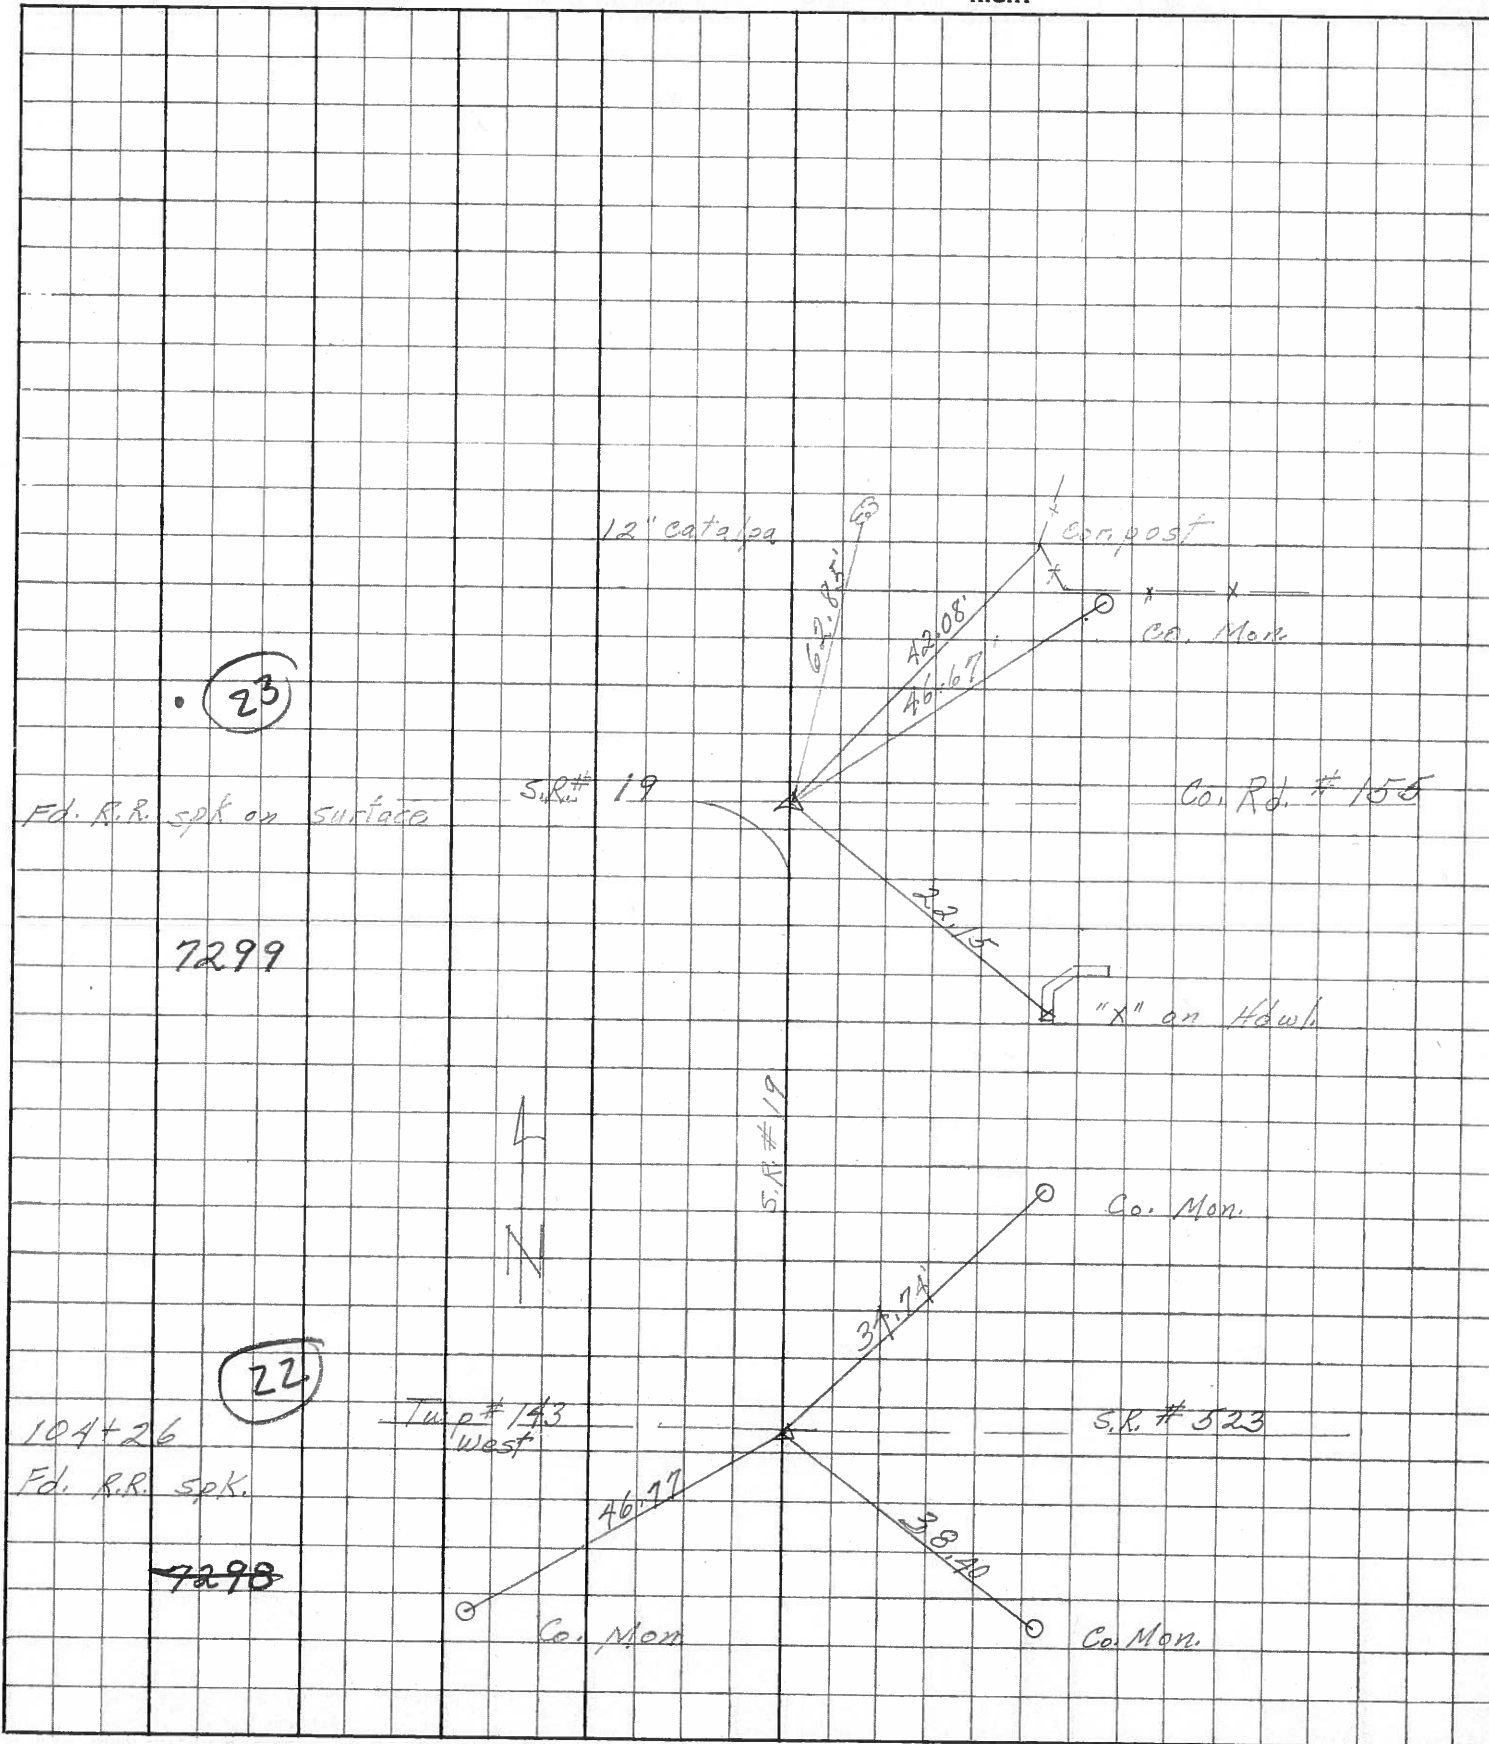 12" catalpa
Cor. post
62.85'
42.08'
46.67'
Co. Mon.
23
S.R.# 19
Co. Rd. # 155
Fd. R.R. spk on surface
22.15
7299
"X" on Hdwl.
S.R. # 19
N
Co. Mon.
22
Twp # 143
West
S.R. # 523
104+26
Fd. R.R. spk.
46.77
38.40
7298
Co. Mon
Co. Mon.